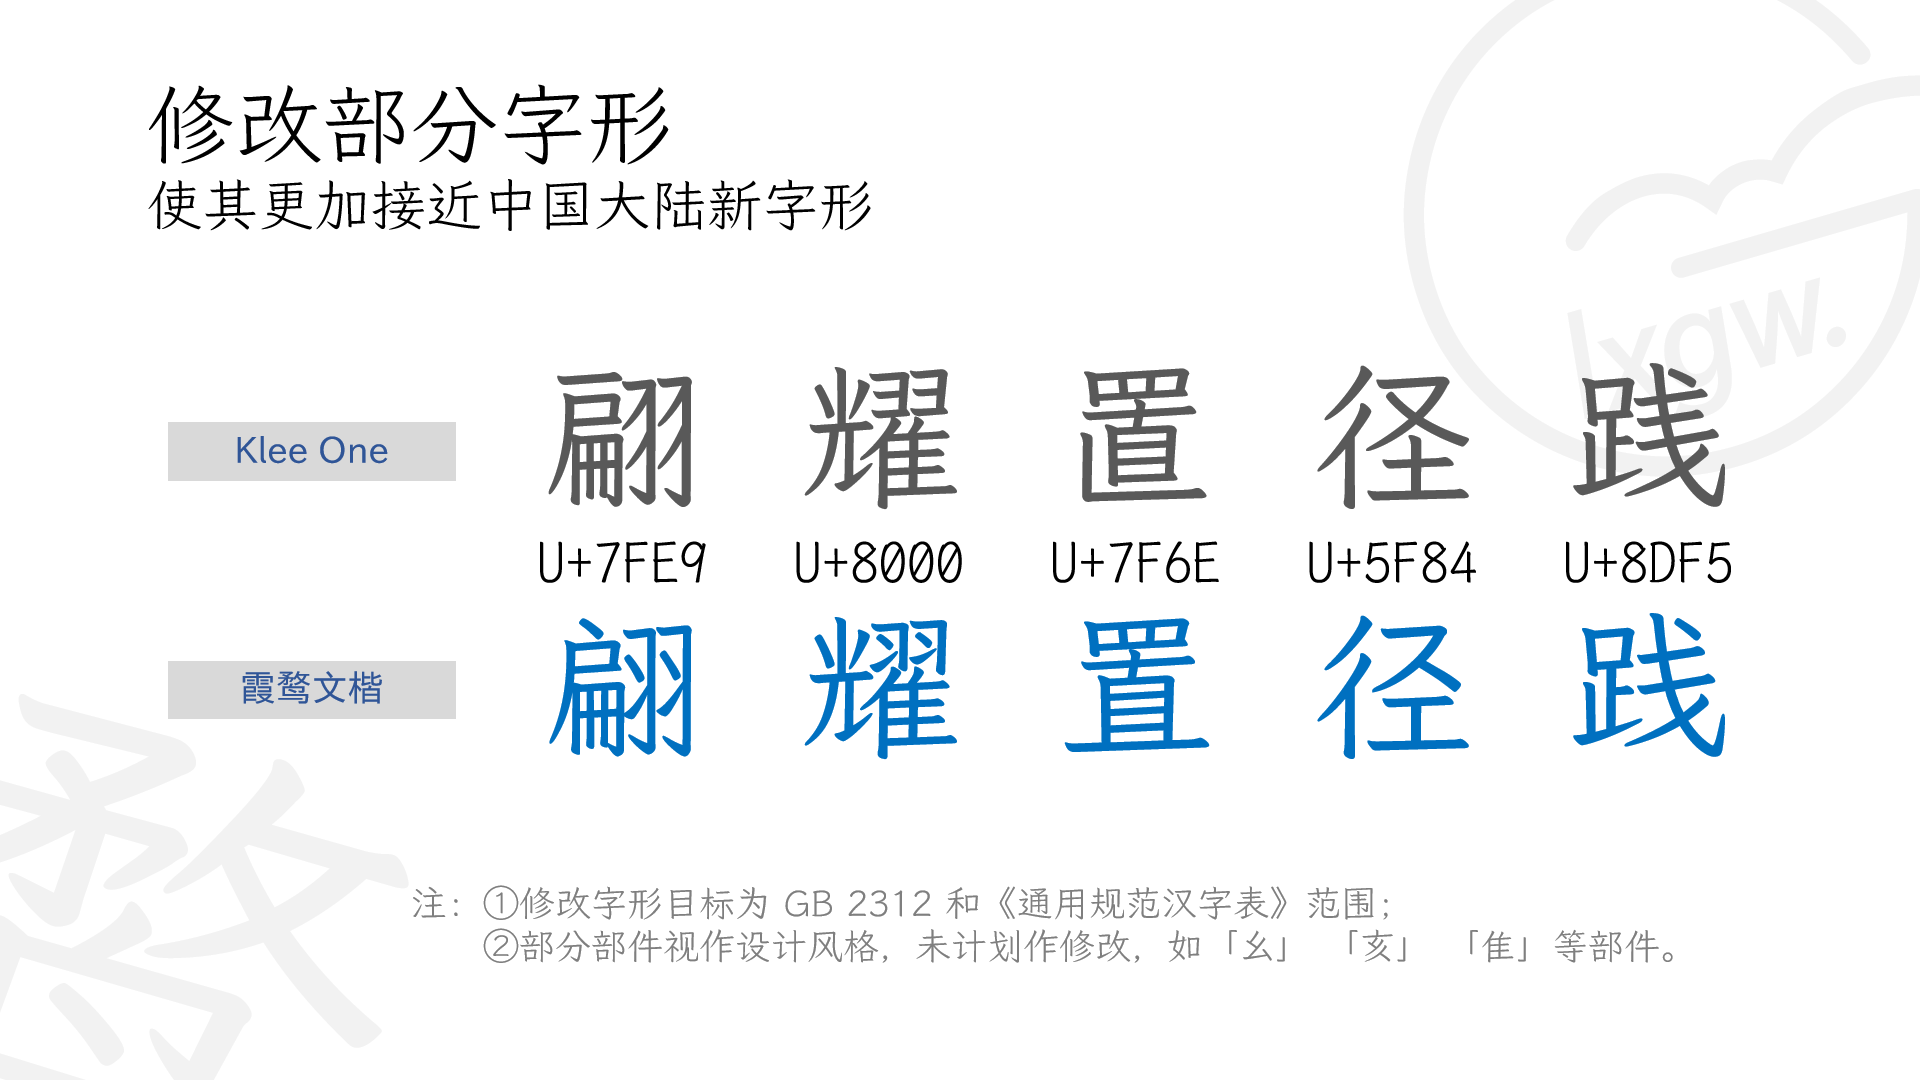 修改部分字形
使其更加接近中国大陆新字形
lxgw.
Klee One
翩 耀 置 径 践
U+7FE9 U+8000 U+7F6E U+5F84 U+8DF5
霞鹜文楷
翩 耀 置 径 践
注：①修改字形目标为 GB 2312 和《通用规范汉字表》范围；
②部分部件视作设计风格，未计划作修改，如「幺」「亥」「隹」等部件。